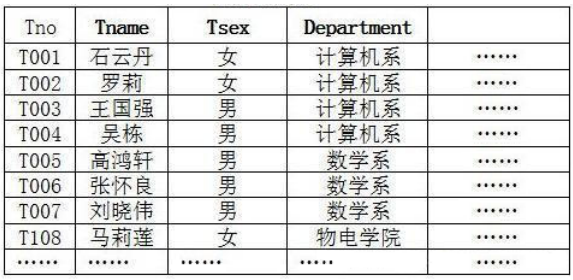 Tno Tname Tsex Department
T001 石云丹 女 计算机系 ……
T002 罗莉 女 计算机系 ……
T003 王国强 男 计算机系 ……
T004 吴栋 男 计算机系 ……
T005 高鸿轩 男 数学系 ……
T006 张怀良 男 数学系 ……
T007 刘晓伟 男 数学系 ……
T108 马莉莲 女 物电学院 ……
…… …… …… ……